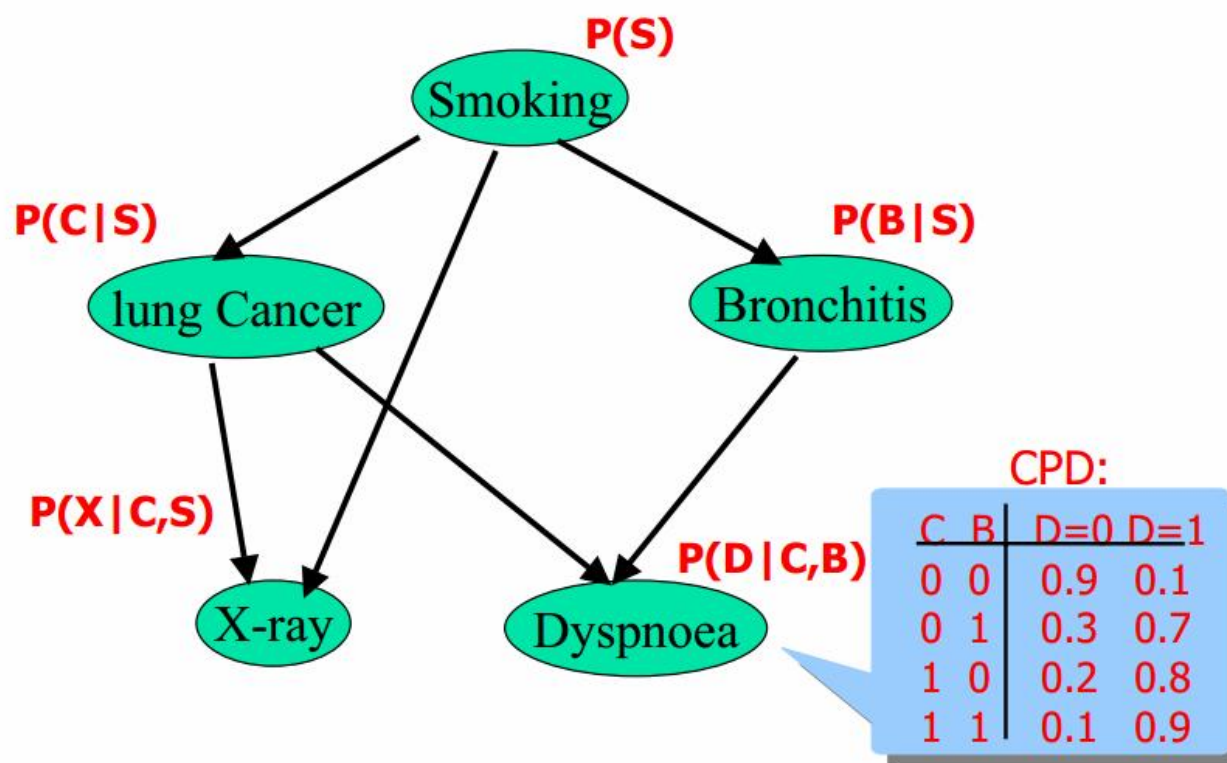 P(S)
Smoking
P(C|S)
P(B|S)
lung Cancer
Bronchitis
CPD:
P(X|C,S)
P(D|C,B)
C B D=0 D=1
0 0 0.9 0.1
0 1 0.3 0.7
1 0 0.2 0.8
1 1 0.1 0.9
X-ray
Dyspnoea